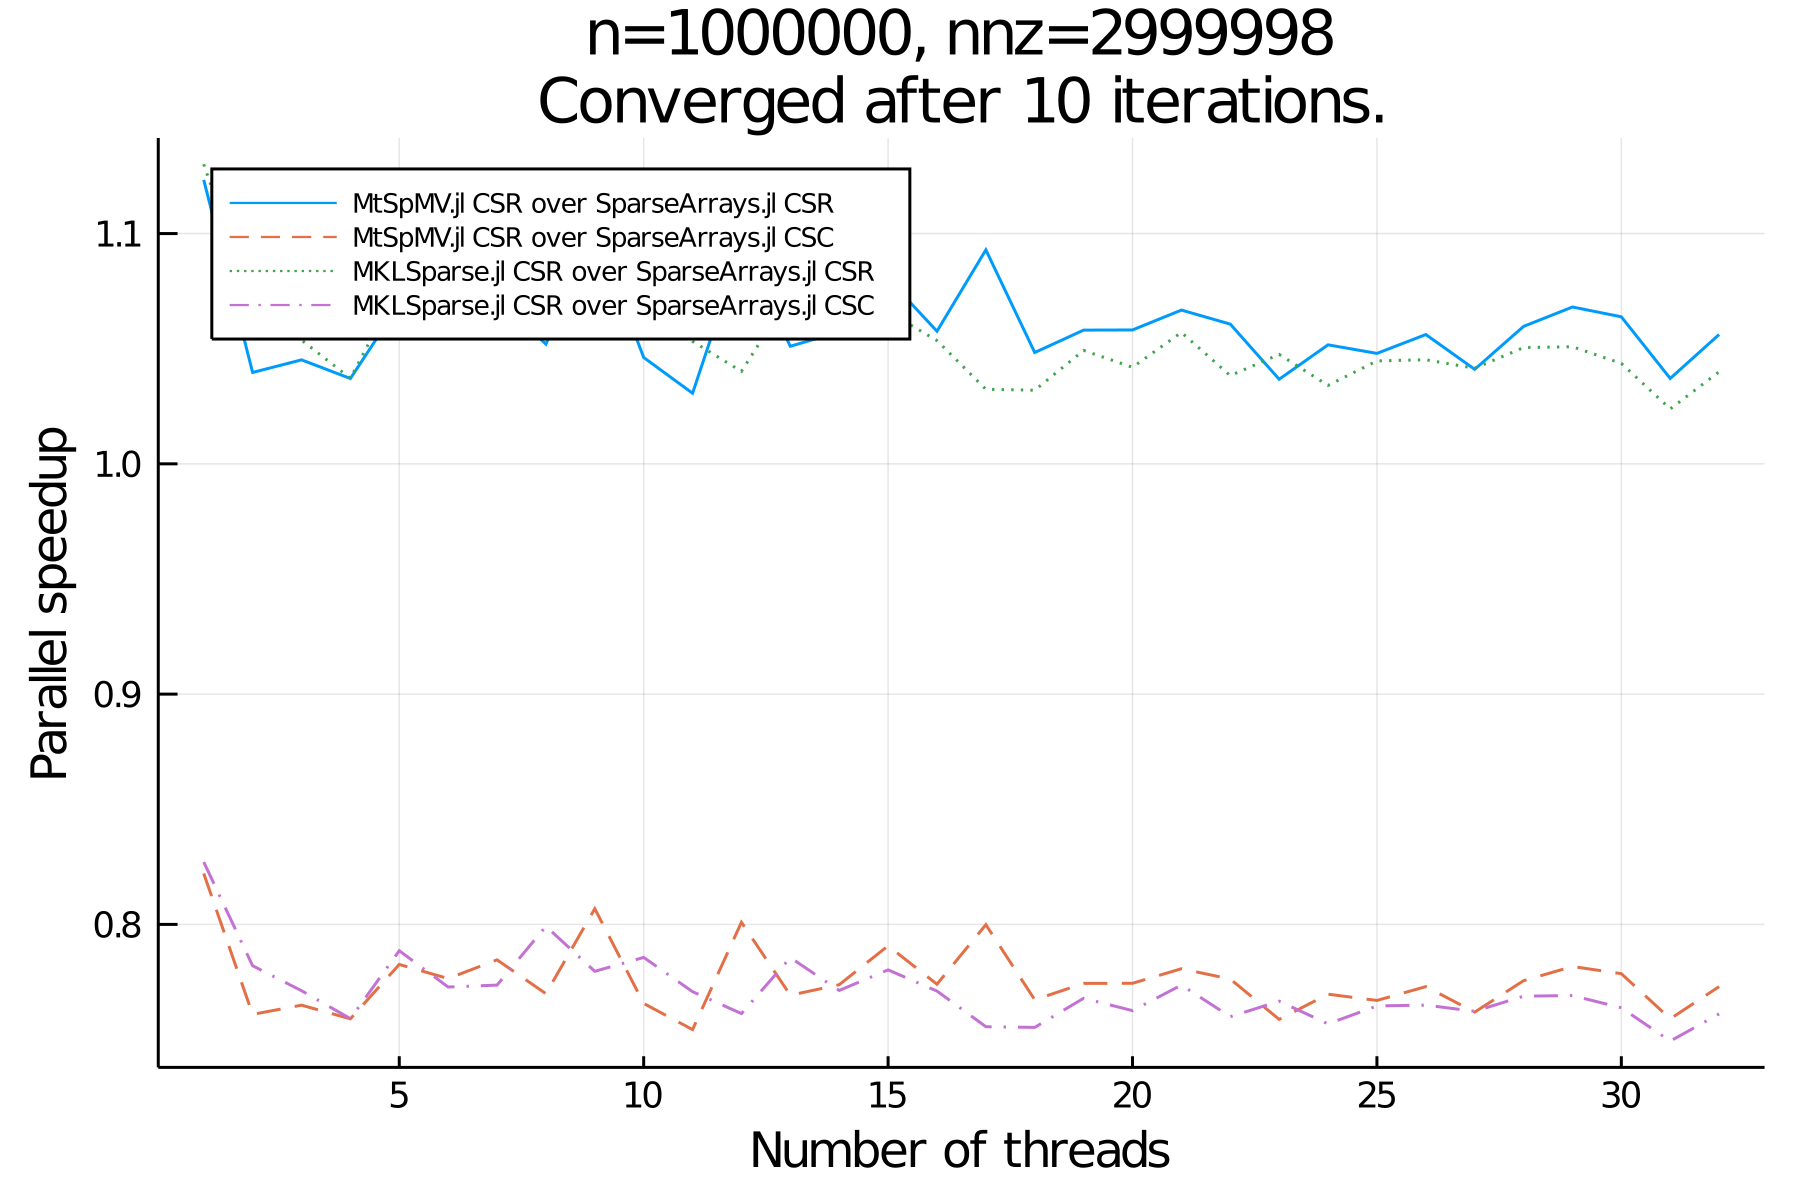 n=1000000, nnz=2999998
Converged after 10 iterations.
MtSpMV.jl CSR over SparseArrays.jl CSR
MtSpMV.jl CSR over SparseArrays.jl CSC
MKLSparse.jl CSR over SparseArrays.jl CSR
MKLSparse.jl CSR over SparseArrays.jl CSC
Parallel speedup
1.1
1.0
0.9
0.8
5 10 15 20 25 30
Number of threads